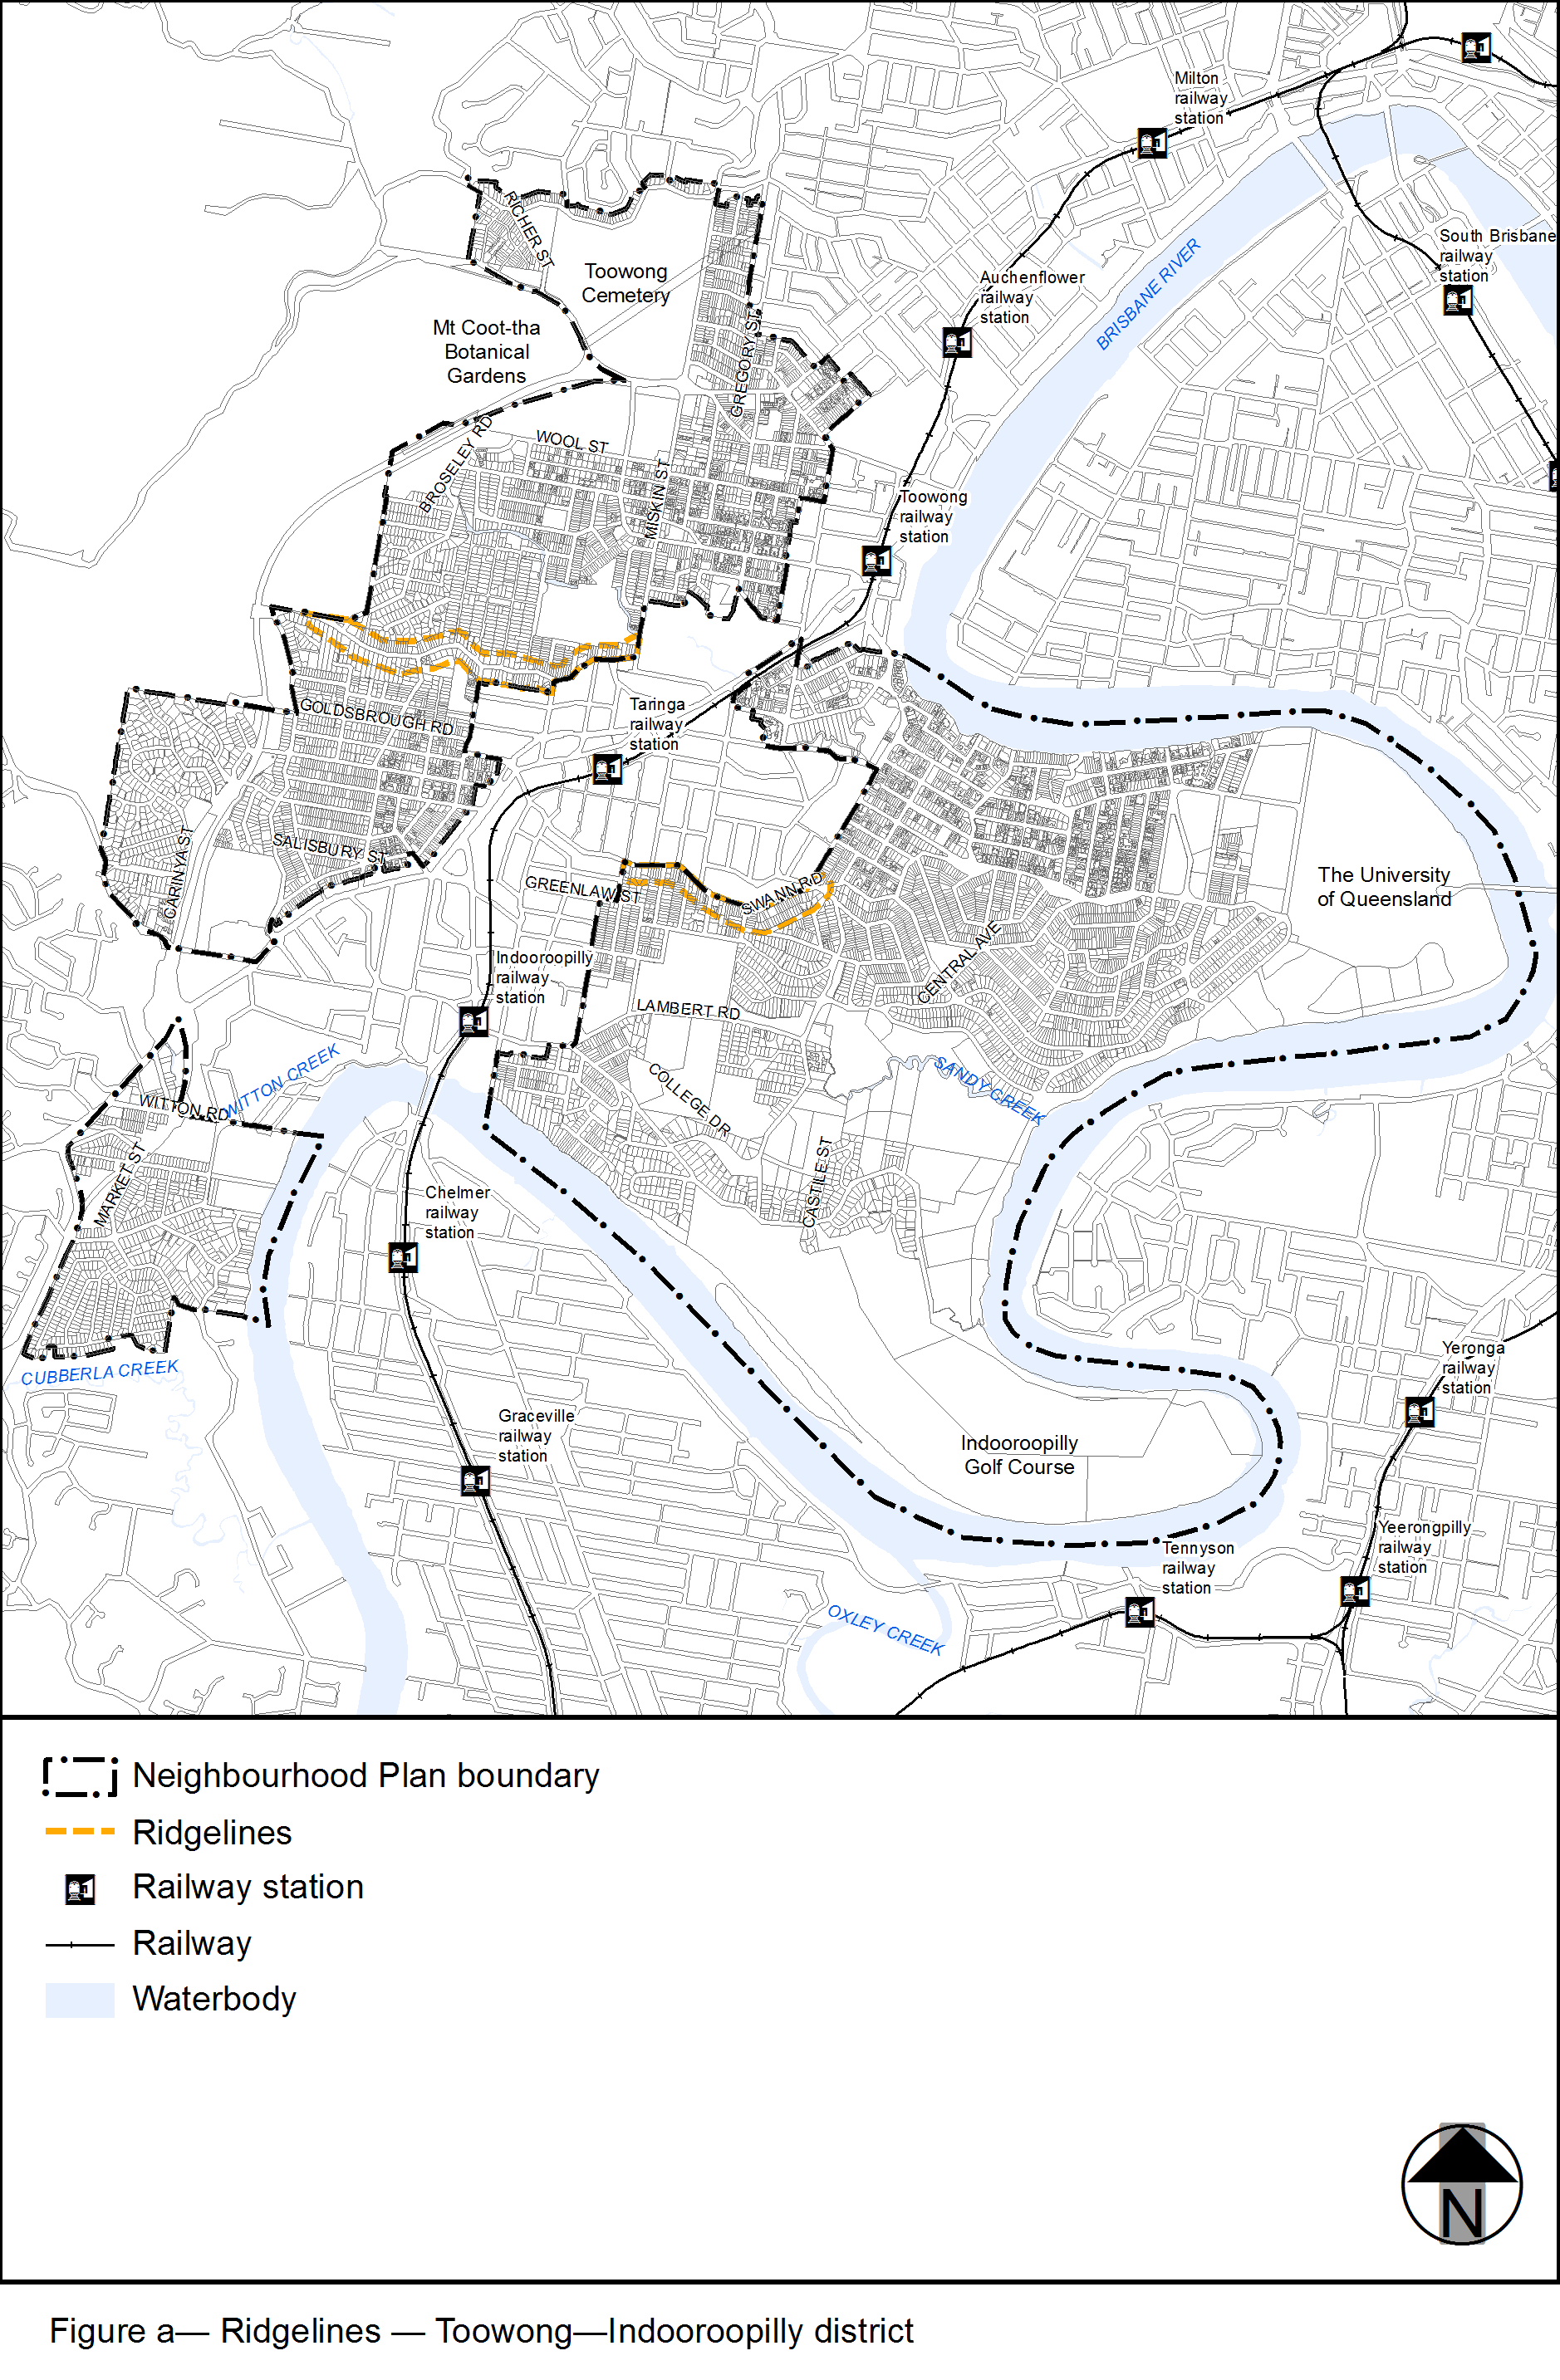 Milton
railway
station
South Brisbane
railway
station
RICHER ST
Toowong
Cemetery
Auchenflower
railway
station
BRISBANE RIVER
Mt Coot-tha
Botanical
Gardens
GREGORY ST
BROSELEY RD
WOOL ST
MISKIN ST
Toowong
railway
station
GOLDSBROUGH RD
Taringa
railway
station
CARINYA ST
SALISBURY ST
GREENLAW ST
SWANN RD
The University
of Queensland
CENTRAL AVE
Indooroopilly
railway
station
LAMBERT RD
WITTON CREEK
SANDY CREEK
WITTON RD
COLLEGE DR
MARKET ST
CASTILE ST
Chelmer
railway
station
CUBBERLA CREEK
Yeronga
railway
station
Graceville
railway
station
Indooroopilly
Golf Course
Yeerongpilly
railway
station
Tennyson
railway
station
OXLEY CREEK
Neighbourhood Plan boundary
Ridgelines
Railway station
Railway
Waterbody
N
Figure a— Ridgelines — Toowong—Indooroopilly district